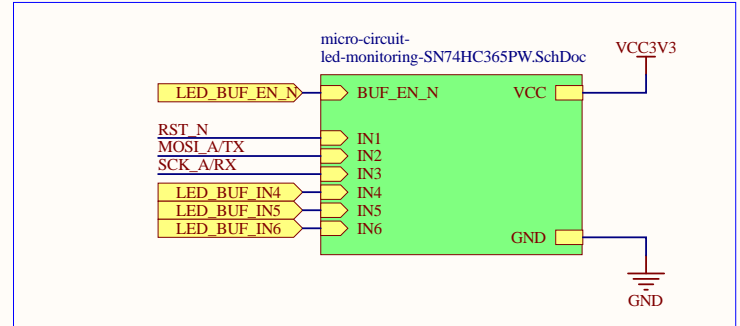 micro-circuit-
led-monitoring-SN74HC365PW.SchDoc
VCC3V3
LED_BUF_EN_N
BUF_EN_N
VCC
RST_N
IN1
MOSI_A/TX
IN2
SCK_A/RX
IN3
LED_BUF_IN4
IN4
LED_BUF_IN5
IN5
LED_BUF_IN6
IN6
GND
GND